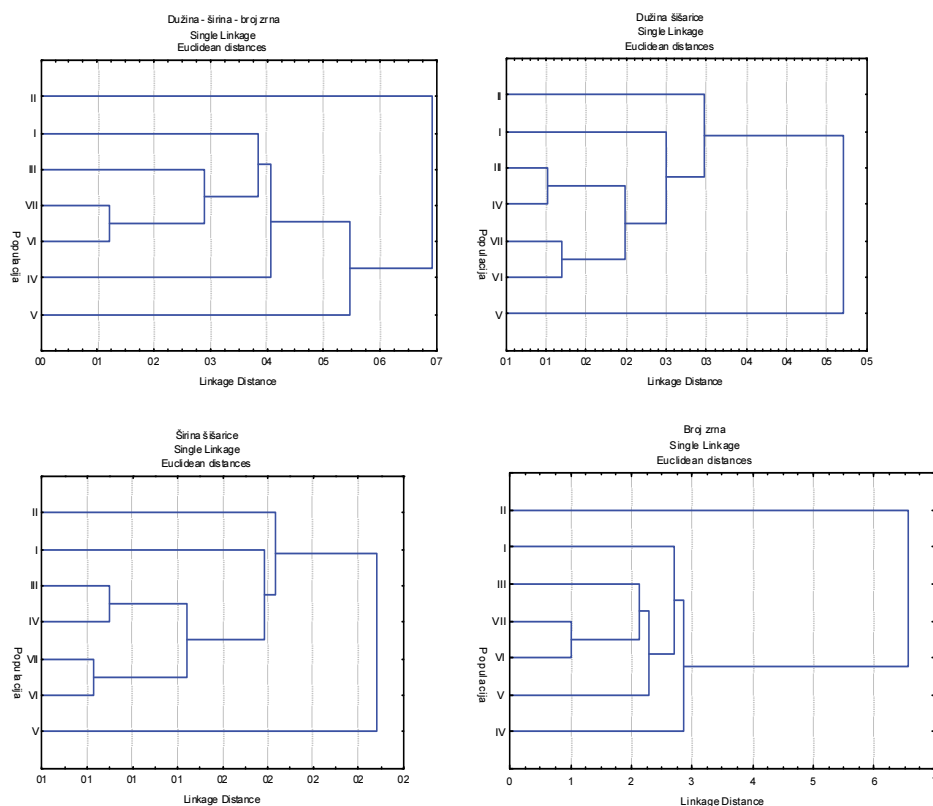 Dužina - širina - broj zrna
Single Linkage
Euclidean distances
II
I
III
VII
VI
IV
V
Populacija
00 01 02 03 04 05 06 07
Linkage Distance
Dužina šišarice
Single Linkage
Euclidean distances
II
I
III
IV
VII
VI
V
Populacija
01 01 02 02 03 03 04 04 05 05
Linkage Distance
Širina šišarice
Single Linkage
Euclidean distances
II
I
III
IV
VII
VI
V
Populacija
01 01 01 01 02 02 02 02 02
Linkage Distance
Broj zrna
Single Linkage
Euclidean distances
II
I
III
VII
VI
V
IV
Populacija
0 1 2 3 4 5 6 7
Linkage Distance